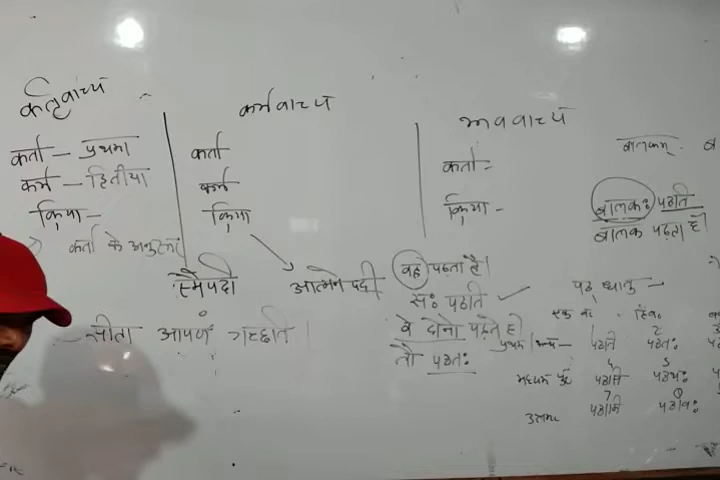 कर्तृवाच्य
कर्ता - प्रथमा
कर्म - द्वितीया
क्रिया -
कर्ता के अनुसार
स्मैपदी
सीता आपणं गच्छति ।
कर्मवाच्य
कर्ता
कर्म
क्रिया
आत्मनेपदी
भाववाच्य
कर्ता -
क्रिया -
वह पढ़ता है।
सः पठति
वे दोनों पढ़ते हैं
तौ पठतः
बालकम्
बालकः पठति
बालक पढ़ता है।
पठ् धातु -
एक व. द्विव.
प्रथम पठति पठतः
मध्यम पु. पठसि पठथः
उत्तम पठामि पठावः